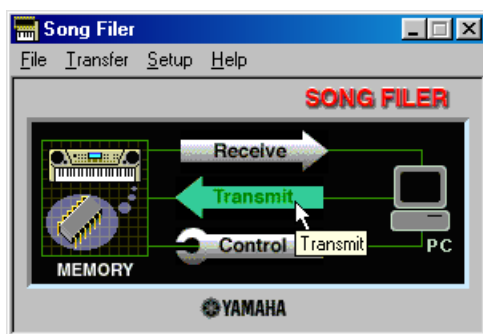 Song Filer
File Transfer Setup Help
SONG FILER
Receive
Transmit
Control Transmit
MEMORY
PC
YAMAHA